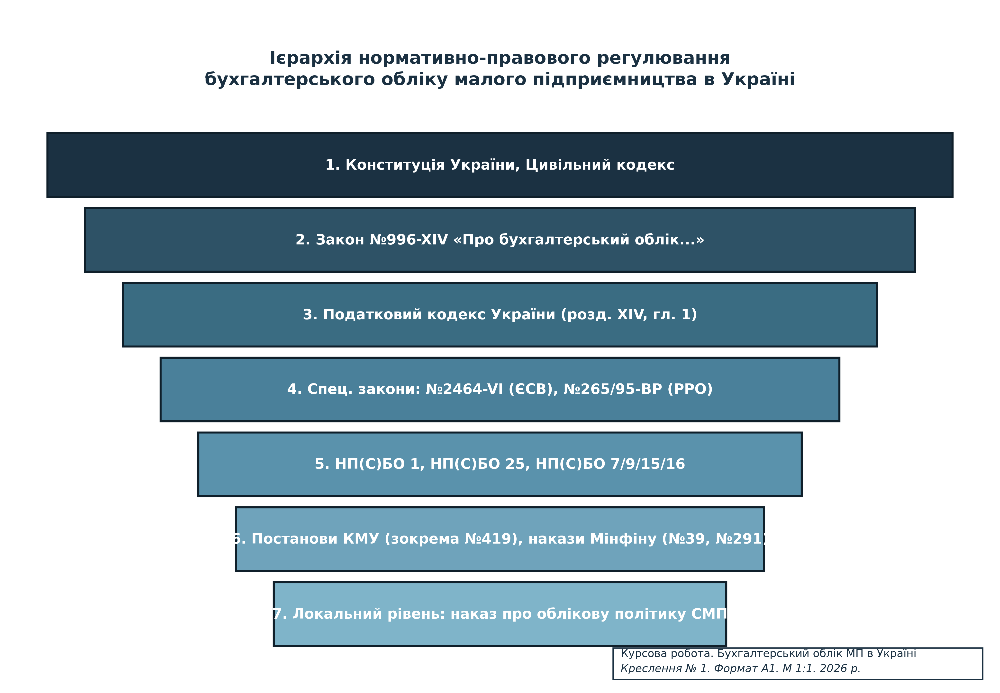 Ієрархія нормативно-правового регулювання
бухгалтерського обліку малого підприємництва в Україні
1. Конституція України, Цивільний кодекс
2. Закон №996-XIV «Про бухгалтерський облік...»
3. Податковий кодекс України (розд. XIV, гл. 1)
4. Спец. закони: №2464-VI (ЄСВ), №265/95-ВР (РРО)
5. НП(С)БО 1, НП(С)БО 25, НП(С)БО 7/9/15/16
6. Постанови КМУ (зокрема №419), накази Мінфіну (№39, №291)
7. Локальний рівень: наказ про облікову політику СМП
Курсова робота. Бухгалтерський облік МП в Україні
Креслення № 1. Формат А1. М 1:1. 2026 р.